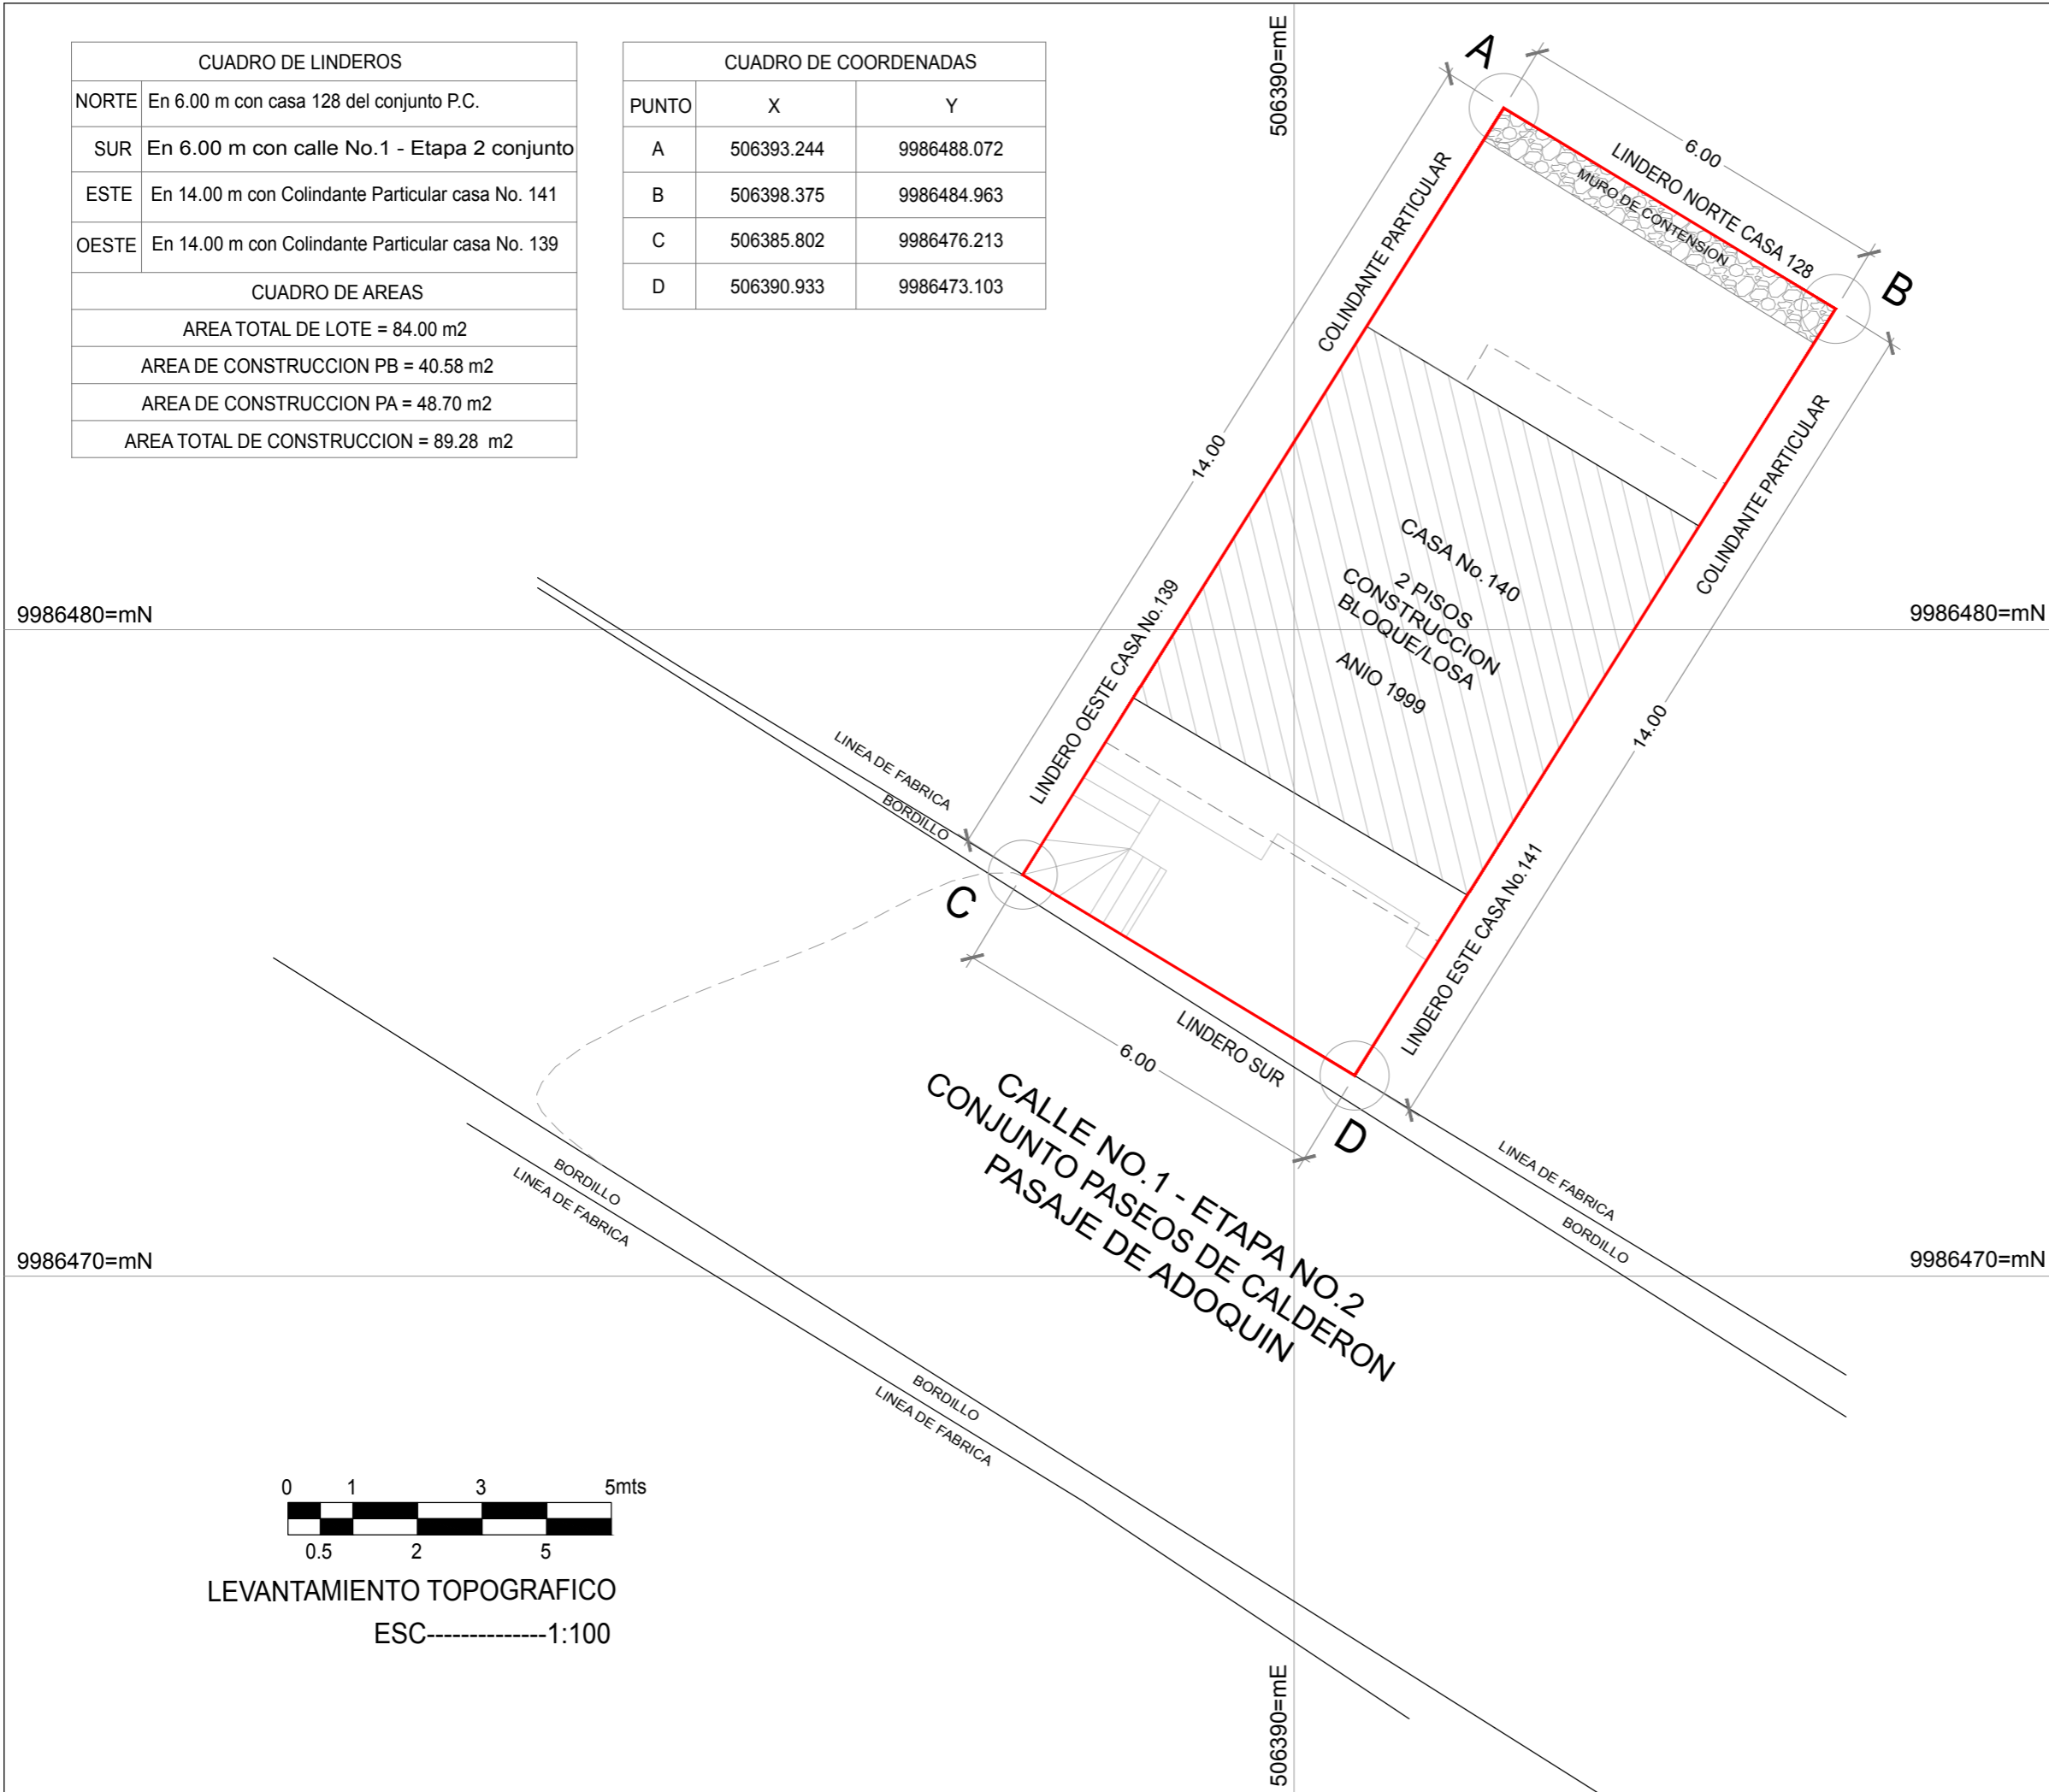 CUADRO DE LINDEROS
NORTE En 6.00 m con casa 128 del conjunto P.C.
SUR En 6.00 m con calle No.1 - Etapa 2 conjunto
ESTE En 14.00 m con Colindante Particular casa No. 141
OESTE En 14.00 m con Colindante Particular casa No. 139
CUADRO DE AREAS
AREA TOTAL DE LOTE = 84.00 m2
AREA DE CONSTRUCCION PB = 40.58 m2
AREA DE CONSTRUCCION PA = 48.70 m2
AREA TOTAL DE CONSTRUCCION = 89.28 m2
CUADRO DE COORDENADAS
PUNTO X Y
A 506393.244 9986488.072
B 506398.375 9986484.963
C 506385.802 9986476.213
D 506390.933 9986473.103
506390=mE
A
6.00
LINDERO NORTE CASA 128
MURO DE CONTENSION
B
COLINDANTE PARTICULAR
COLINDANTE PARTICULAR
14.00
CASA No.140
2 PISOS
CONSTRUCCION
BLOQUE/LOSA
ANIO 1999
9986480=mN
9986480=mN
LINDERO OESTE CASA No.139
14.00
LINEA DE FABRICA
BORDILLO
LINDERO ESTE CASA No.141
C
LINDERO SUR
6.00
D
CALLE NO.1 - ETAPA NO.2
CONJUNTO PASEOS DE CALDERON
PASAJE DE ADOQUIN
LINEA DE FABRICA
BORDILLO
BORDILLO
LINEA DE FABRICA
9986470=mN
9986470=mN
BORDILLO
LINEA DE FABRICA
0 1 3 5mts
0.5 2 5
LEVANTAMIENTO TOPOGRAFICO
ESC--------------1:100
506390=mE